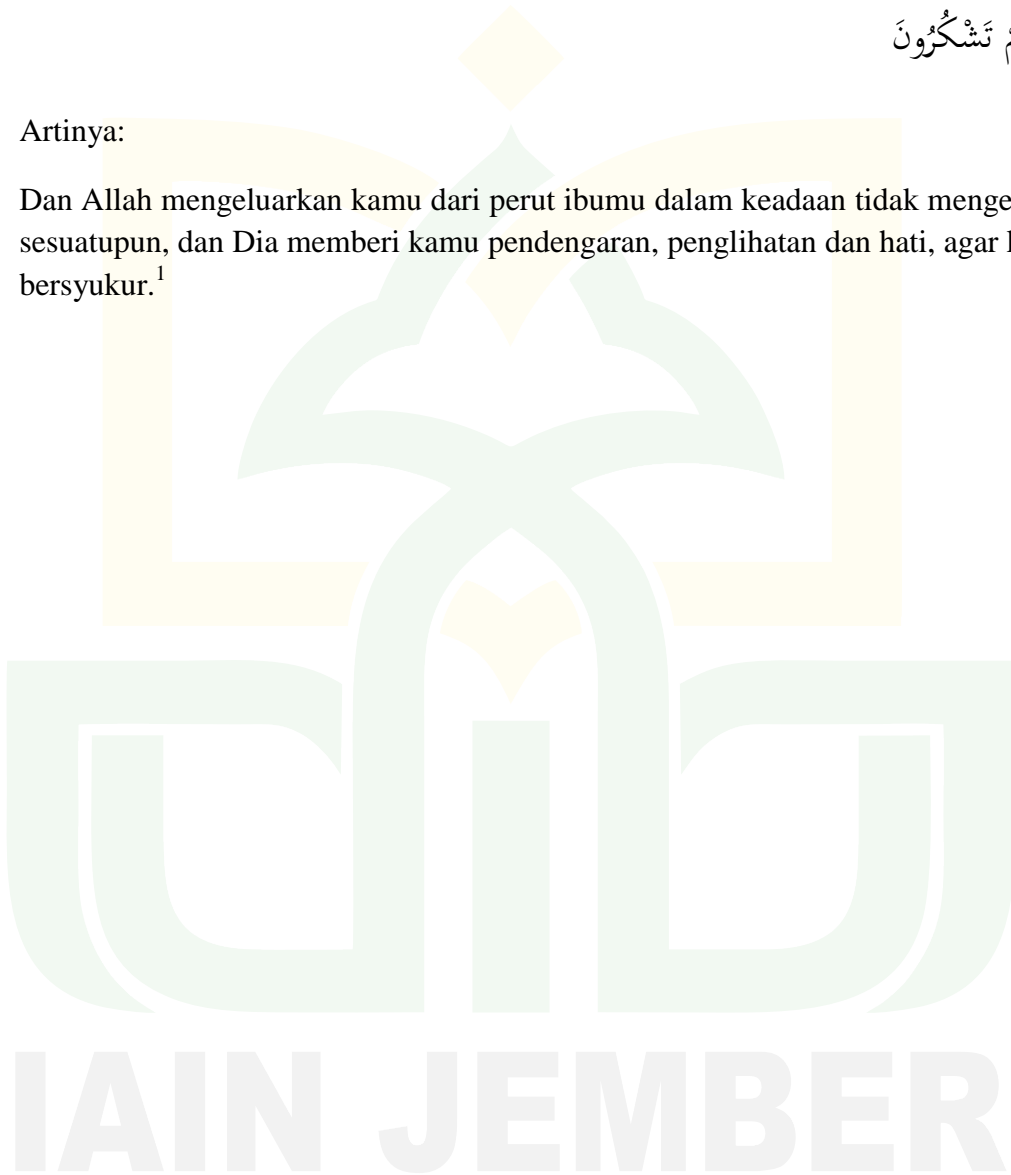 تَشْكُرُونَ
Artinya:
Dan Allah mengeluarkan kamu dari perut ibumu dalam keadaan tidak
sesuatupun, dan Dia memberi kamu pendengaran, penglihatan dan hati, agar
bersyukur.1
IAIN JEMBER